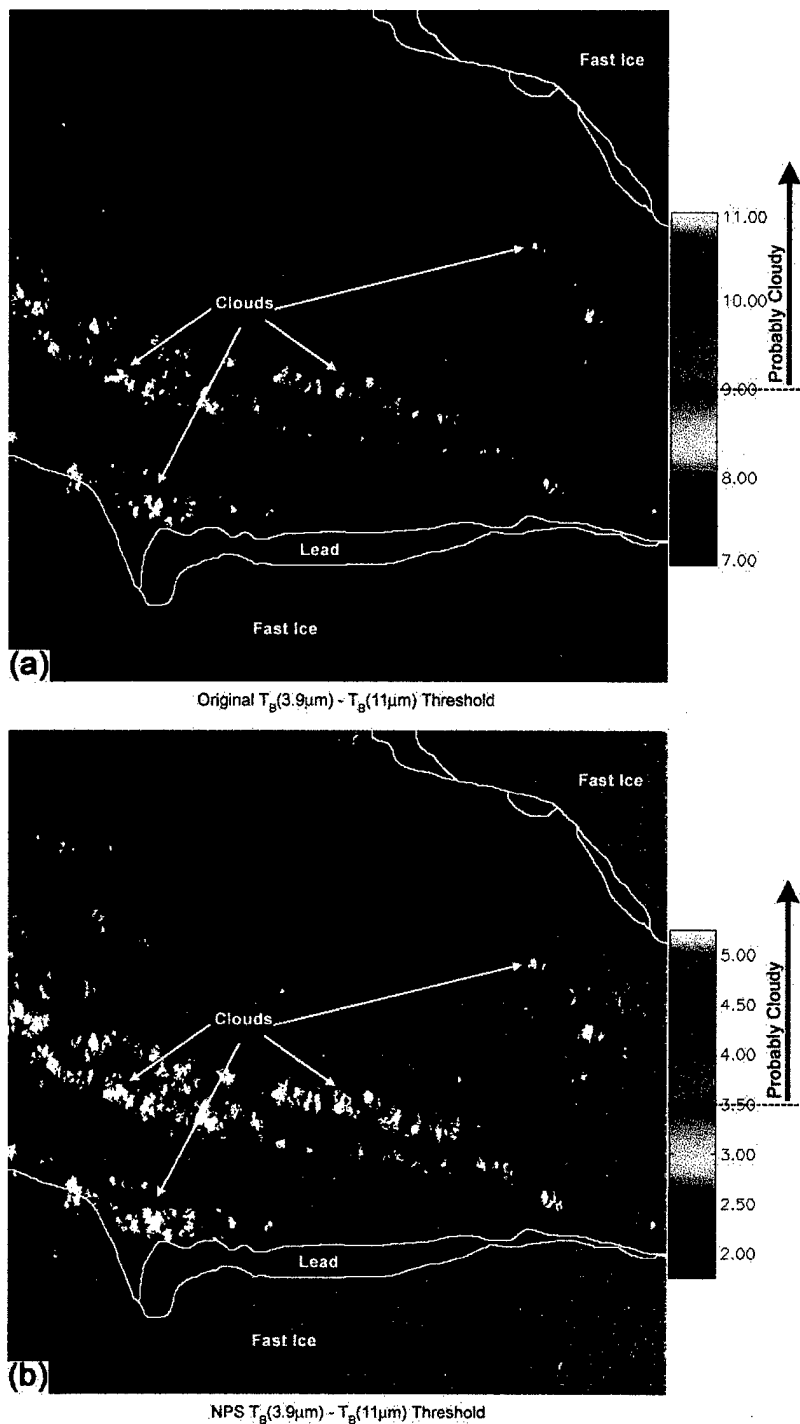 Fast Ice
Clouds
11.00
10.00
9.00
8.00
7.00
Probably Cloudy
Lead
Fast Ice
(a)
Original T_B(3.9µm) - T_B(11µm) Threshold
Fast Ice
Clouds
5.00
4.50
4.00
3.50
3.00
2.50
2.00
Probably Cloudy
Lead
Fast Ice
(b)
NPS T_B(3.9µm) - T_B(11µm) Threshold